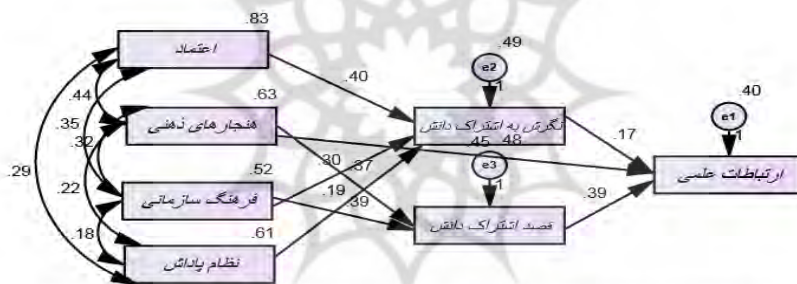 .83
اعتماد
.49
e2
1
.40
.44
.63
هنجارهای ذهنی
نگرش به اشتراک دانش
.40
e1
1
.35
.32
.17
ارتباطات علمی
.29
.52
.30
.37
.45
.48
e3
1
.22
فرهنگ سازمانی
.19
.39
.39
قصد اشتراک دانش
.18
.61
نظام پاداش